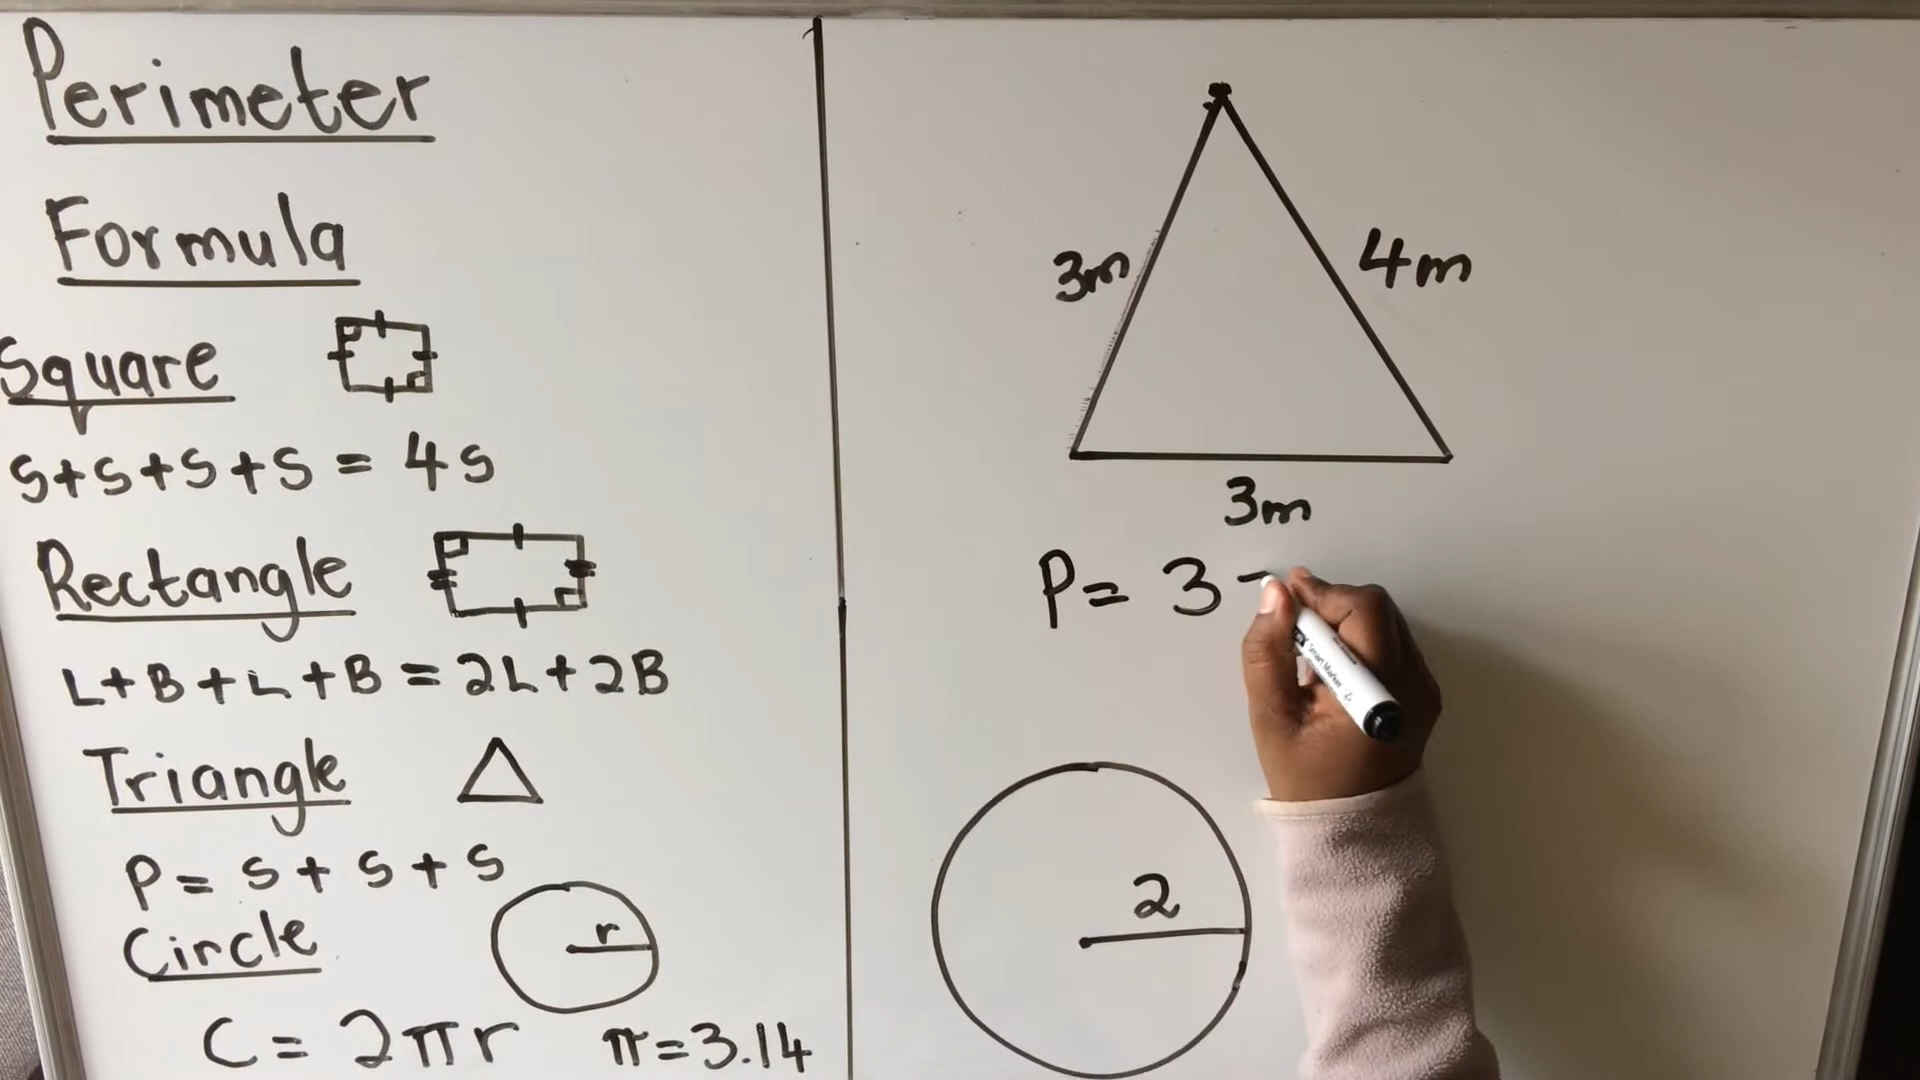 Perimeter
Formula
Square
s+s+s+s = 4s
Rectangle
L+B+L+B = 2L+2B
Triangle
P= s+s+s
Circle
r
C= 2πr π=3.14
3m
4m
3m
P= 3
2